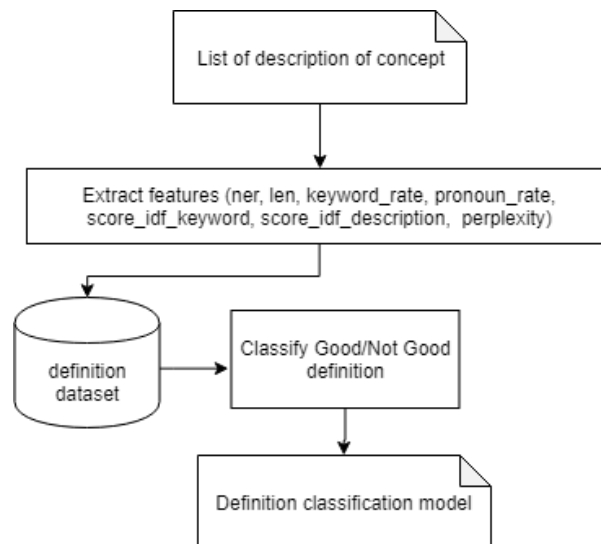 List of description of concept
Extract features (ner, len, keyword_rate, pronoun_rate,
score_idf_keyword, score_idf_description, perplexity)
definition
dataset
Classify Good/Not Good
definition
Definition classification model